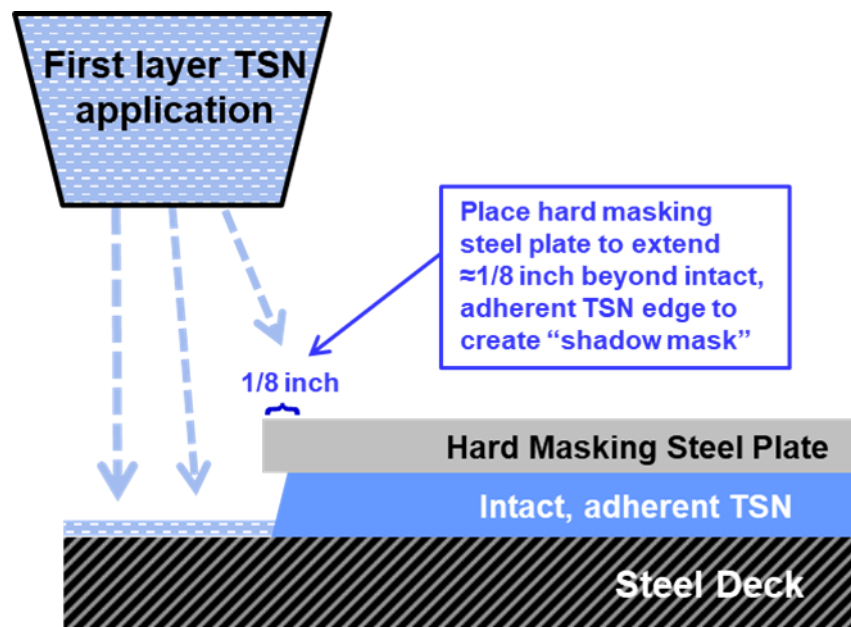 First layer TSN
application
Place hard masking
steel plate to extend
≈1/8 inch beyond intact,
adherent TSN edge to
create “shadow mask”
1/8 inch
Hard Masking Steel Plate
Intact, adherent TSN
Steel Deck